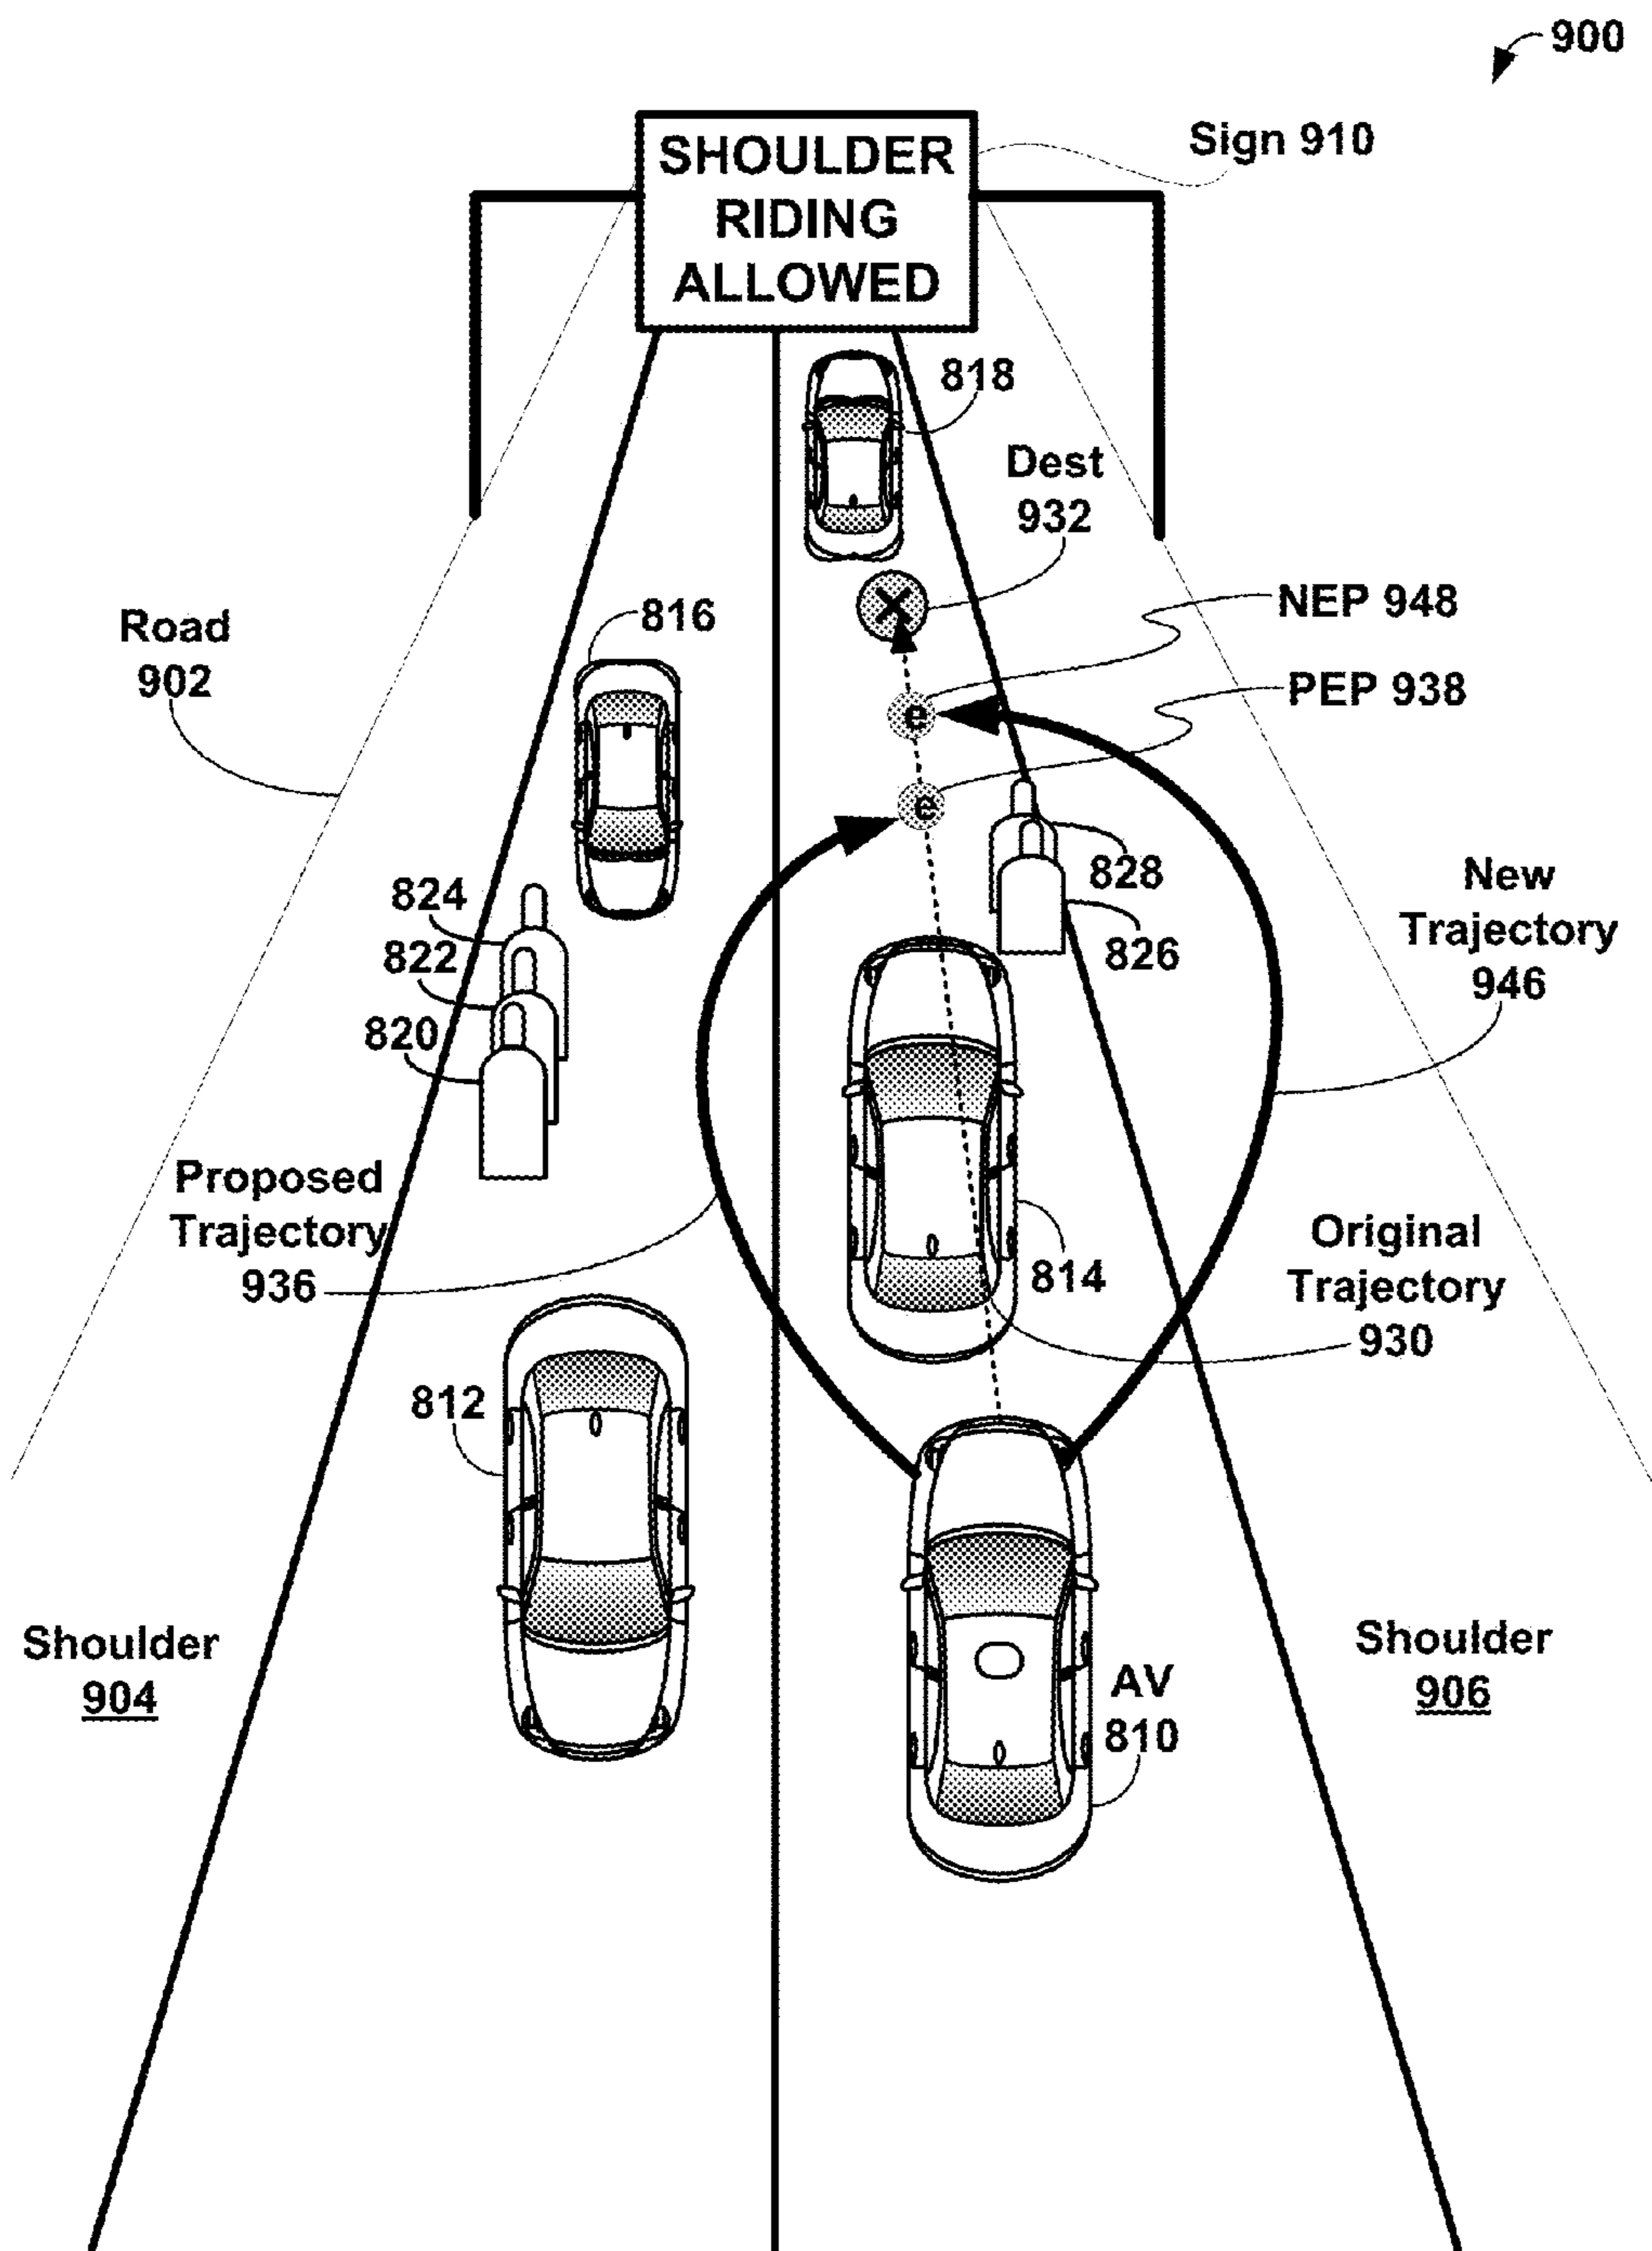 900
SHOULDER
RIDING
ALLOWED
Sign 910
818
Dest
932
816
NEP 948
Road
902
PEP 938
e
e
824
828
New
Trajectory
946
822
826
820
Proposed
Trajectory
936
814
Original
Trajectory
930
812
Shoulder
904
AV
810
Shoulder
906